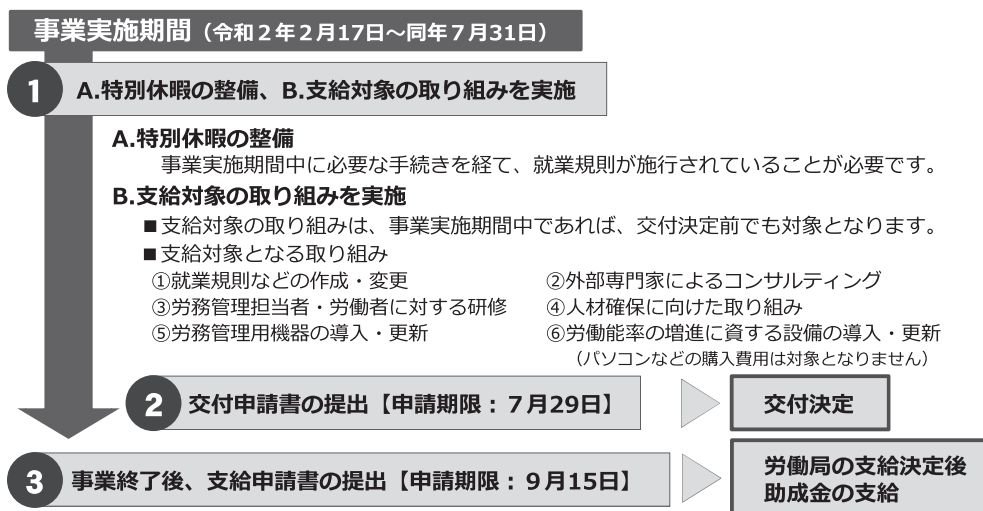 事業実施期間（令和２年２月17日～同年７月31日）
1 A.特別休暇の整備、B.支給対象の取り組みを実施
A.特別休暇の整備
事業実施期間中に必要な手続きを経て、就業規則が施行されていることが必要です。
B.支給対象の取り組みを実施
■支給対象の取り組みは、事業実施期間中であれば、交付決定前でも対象となります。
■支給対象となる取り組み
①就業規則などの作成・変更 ②外部専門家によるコンサルティング
③労務管理担当者・労働者に対する研修 ④人材確保に向けた取り組み
⑤労務管理用機器の導入・更新 ⑥労働能率の増進に資する設備の導入・更新
（パソコンなどの購入費用は対象となりません）
2 交付申請書の提出【申請期限：７月29日】 交付決定
3 事業終了後、支給申請書の提出【申請期限：９月15日】 労働局の支給決定後
助成金の支給